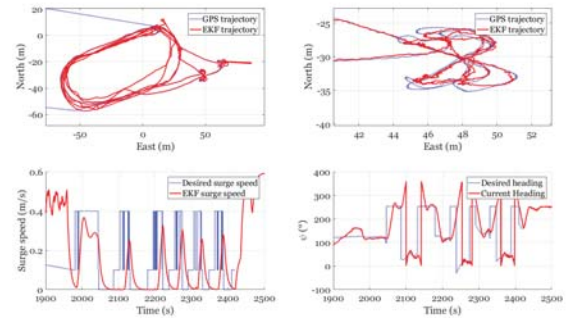 20
GPS trajectory
EKF trajectory
0
-20
-40
-60
North (m)
-50
0
50
East (m)
-25
GPS trajectory
EKF trajectory
-30
-35
-40
North (m)
42
44
46
48
50
52
East (m)
0.6
Desired surge speed
EKF surge speed
0.4
0.2
0
Surge speed (m/s)
1900
2000
2100
2200
2300
2400
2500
Time (s)
400
Desired heading
Current Heading
300
200
100
0
-100
ψ (°)
1900
2000
2100
2200
2300
2400
2500
Time (s)